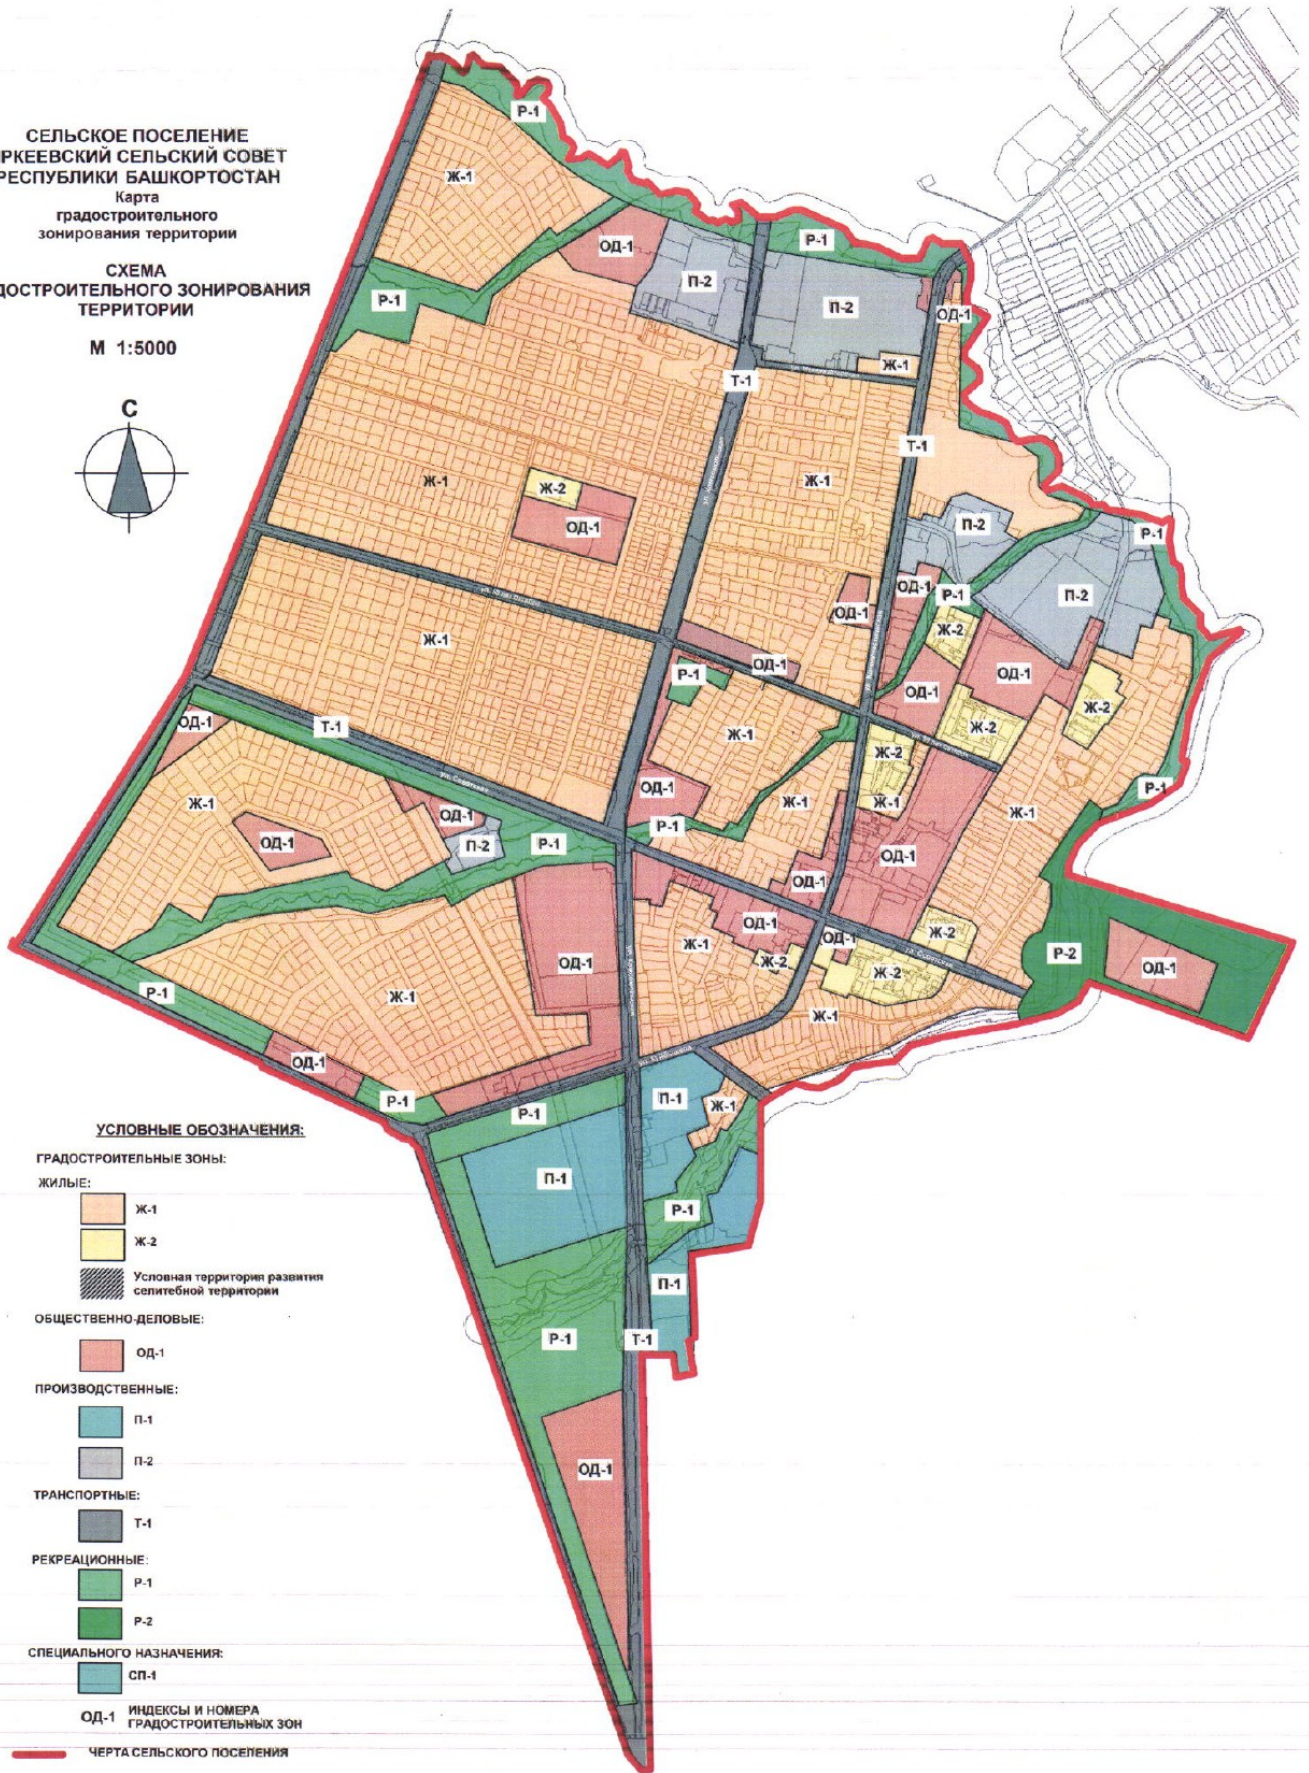 СЕЛЬСКОЕ ПОСЕЛЕНИЕ
РКЕЕВСКИЙ СЕЛЬСКИЙ СОВЕТ
РЕСПУБЛИКИ БАШКОРТОСТАН
Карта
градостроительного
зонирования территории
СХЕМА
ДОСТРОИТЕЛЬНОГО ЗОНИРОВАНИЯ
ТЕРРИТОРИИ
М 1:5000
С
Р-1
Ж-1
ОД-1
Р-1
П-2
Р-1
П-2
ОД-1
Ж-1
Т-1
Т-1
Ж-1
Ж-2
ОД-1
Ж-1
П-2
Р-1
ОД-1
Р-1
П-2
ОД-1
Ж-2
Ж-1
ОД-1
Р-1
ОД-1
ОД-1
Ж-2
Ж-2
ОД-1
Т-1
Ж-1
Ж-2
Ж-1
ОД-1
Р-1
Ж-1
Ж-1
Ж-1
ОД-1
Р-1
ОД-1
П-2
Р-1
ОД-1
ОД-1
ОД-1
ОД-1
Ж-2
Ж-1
Ж-2
Ж-2
Р-2
ОД-1
ОД-1
Р-1
Ж-1
Ж-1
ОД-1
Р-1
Р-1
П-1
Ж-1
П-1
Р-1
П-1
Р-1
Т-1
ОД-1
ул. Советская
ул. Советская
УСЛОВНЫЕ ОБОЗНАЧЕНИЯ:
ГРАДОСТРОИТЕЛЬНЫЕ ЗОНЫ:
ЖИЛЫЕ:
Ж-1
Ж-2
Условная территория развития
селитебной территории
ОБЩЕСТВЕННО-ДЕЛОВЫЕ:
ОД-1
ПРОИЗВОДСТВЕННЫЕ:
П-1
П-2
ТРАНСПОРТНЫЕ:
Т-1
РЕКРЕАЦИОННЫЕ:
Р-1
Р-2
СПЕЦИАЛЬНОГО НАЗНАЧЕНИЯ:
СП-1
ОД-1 ИНДЕКСЫ И НОМЕРА
ГРАДОСТРОИТЕЛЬНЫХ ЗОН
ЧЕРТА СЕЛЬСКОГО ПОСЕЛЕНИЯ